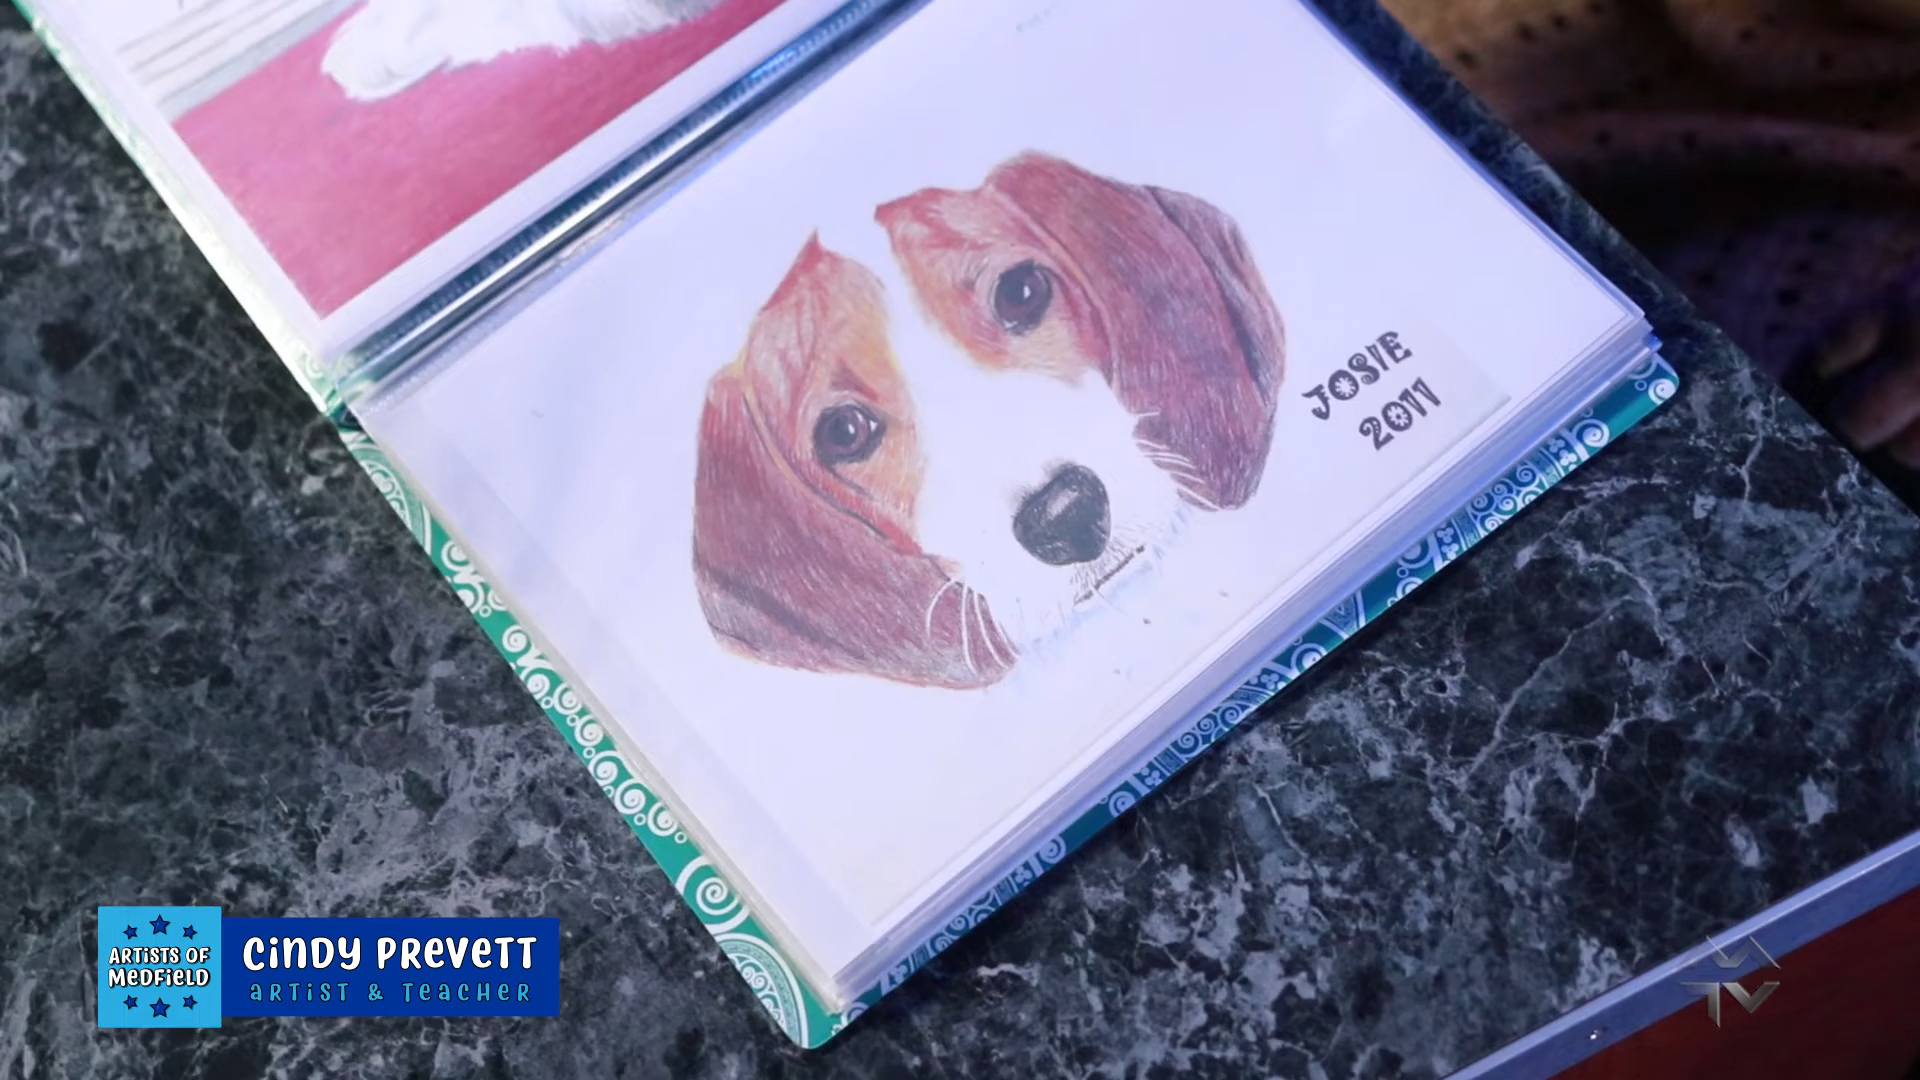 JOSIE
2011
ARTISTS OF
MEDFIELD
CINDY PREVETT
ARTIST & TEACHER